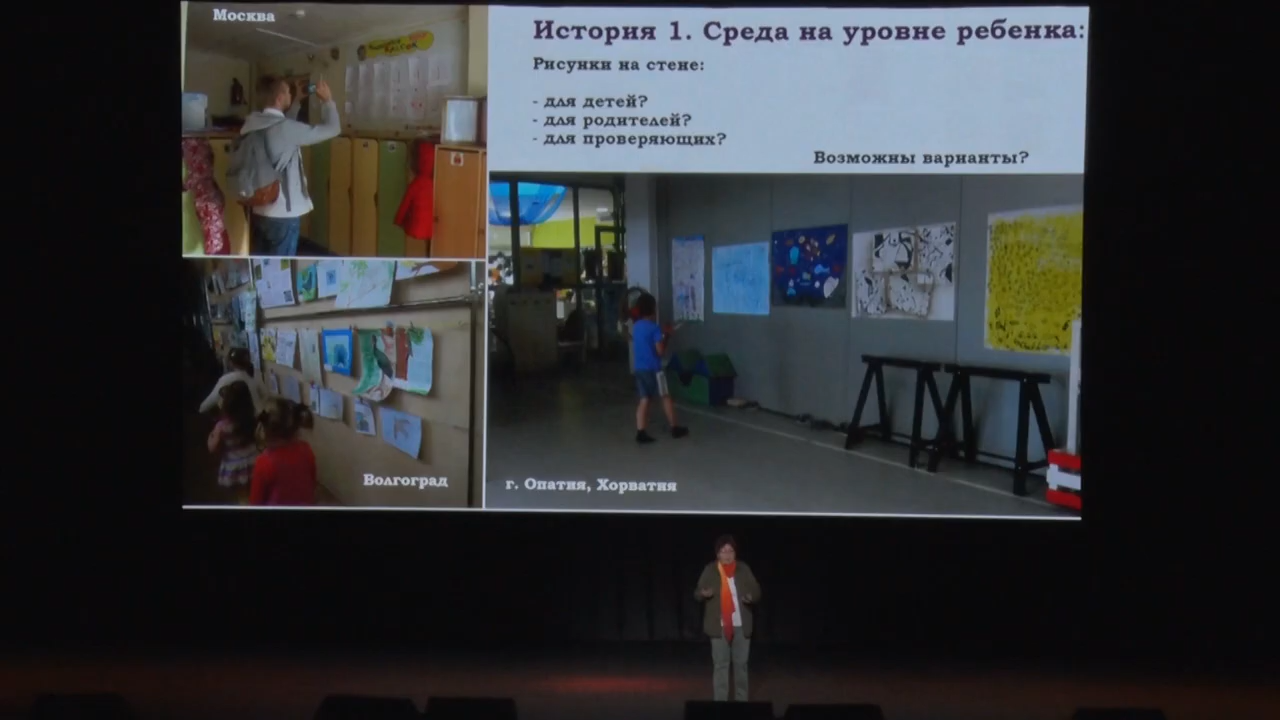 Москва
История 1. Среда на уровне ребенка:
Рисунки на стене:
- для детей?
- для родителей?
- для проверяющих?
Возможны варианты?
Волгоград
г. Опатия, Хорватия